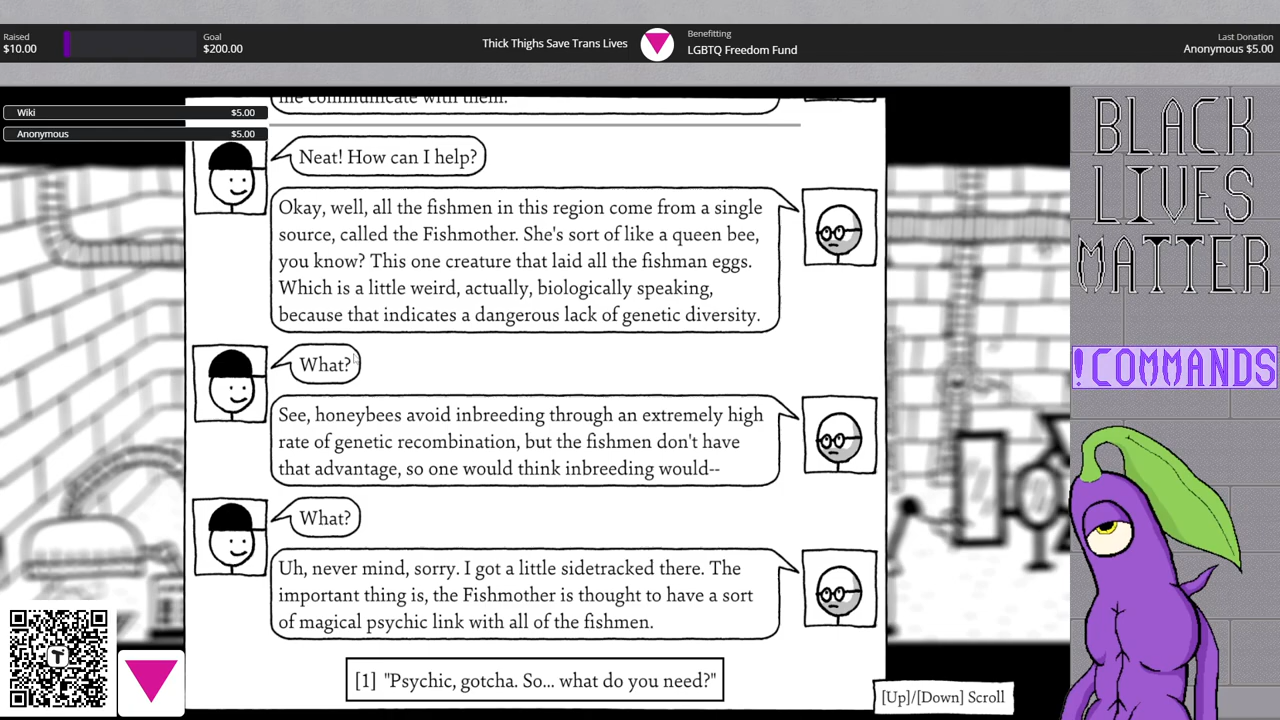 Raised
$10.00
Goal
$200.00
Thick Thighs Save Trans Lives
Benefitting
LGBTQ Freedom Fund
Last Donation
Anonymous $5.00
Wiki $5.00
Anonymous $5.00
me communicate with them.
Neat! How can I help?
Okay, well, all the fishmen in this region come from a single
source, called the Fishmother. She's sort of like a queen bee,
you know? This one creature that laid all the fishman eggs.
Which is a little weird, actually, biologically speaking,
because that indicates a dangerous lack of genetic diversity.
What?
See, honeybees avoid inbreeding through an extremely high
rate of genetic recombination, but the fishmen don't have
that advantage, so one would think inbreeding would--
What?
Uh, never mind, sorry. I got a little sidetracked there. The
important thing is, the Fishmother is thought to have a sort
of magical psychic link with all of the fishmen.
[1] "Psychic, gotcha. So... what do you need?"
[Up]/[Down] Scroll
BLACK
LIVES
MATTER
!COMMANDS
T